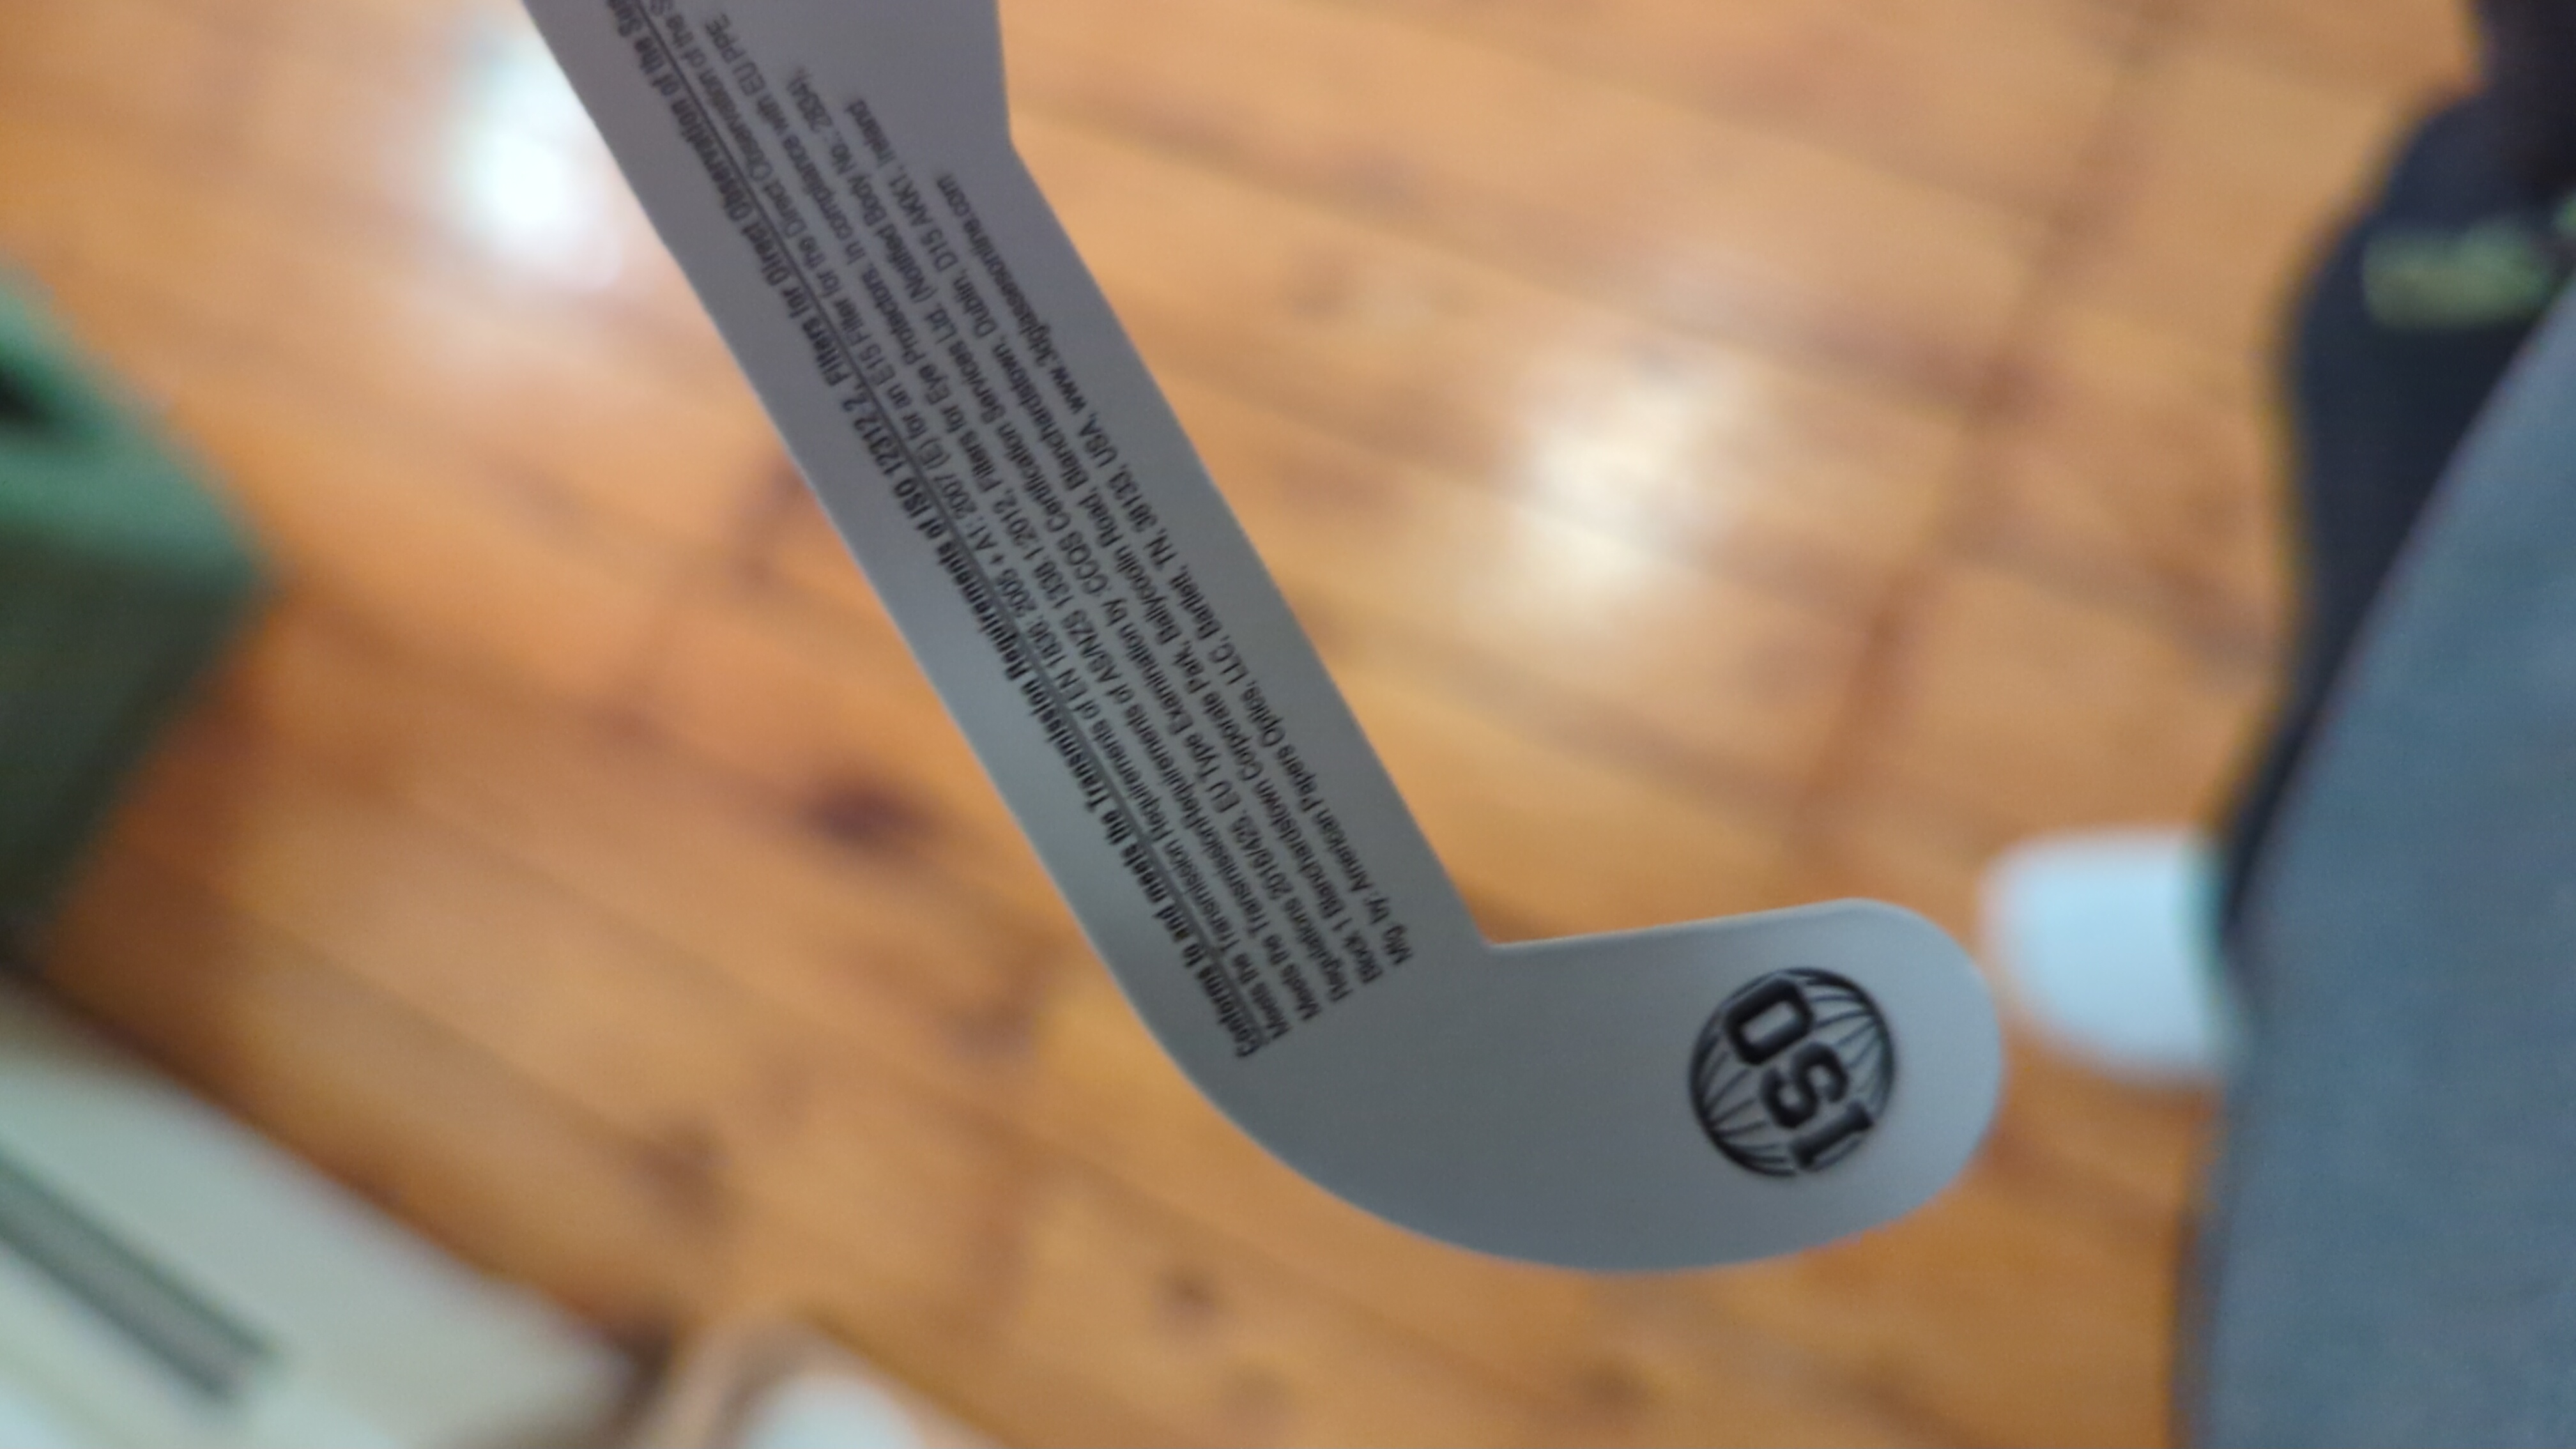 Conforms to and meets the Transmission Requirements of ISO 12312 2, Filters for Direct Observation of the Sun
Meets the Transmission Requirements of EN 1836: 2005 + A1: 2007 (E) for an E15 Filter for the Direct Observation of the S
Meets the TransmissionRequirements of AS/NZS 1338.1:2012, Filters for Eye Protectors. In compliance with EU PPE
Regulations 2016/425. EU Type Examination by :CCQS Certification Services Ltd. (Notified Body No.: 2834),
Block 1 Blanchardstown Corporate Park, Ballycoolin Road, Blanchardstown, Dublin, D15 AKK1, Ireland
Mfg. by: American Papers Optics, LLC, Bartlett, TN, 38133, USA, www.3dglassesonline.com
ISO